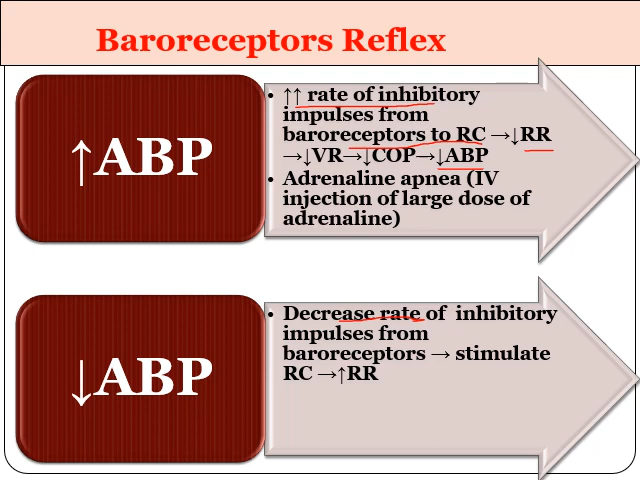 Baroreceptors Reflex
↑ABP
• ↑↑ rate of inhibitory
impulses from
baroreceptors to RC →↓RR
→↓VR→↓COP→↓ABP
• Adrenaline apnea (IV
injection of large dose of
adrenaline)
↓ABP
• Decrease rate of inhibitory
impulses from
baroreceptors → stimulate
RC →↑RR